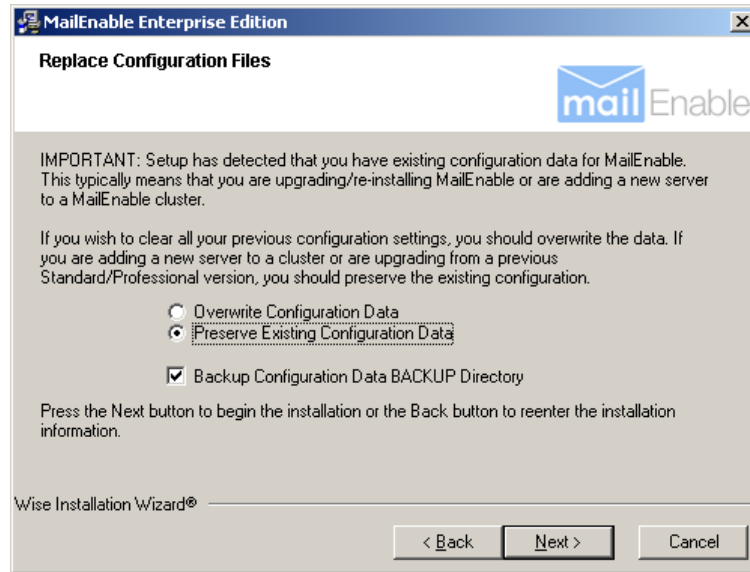 MailEnable Enterprise Edition
Replace Configuration Files
mail Enable
IMPORTANT: Setup has detected that you have existing configuration data for MailEnable.
This typically means that you are upgrading/re-installing MailEnable or are adding a new server
to a MailEnable cluster.
If you wish to clear all your previous configuration settings, you should overwrite the data. If
you are adding a new server to a cluster or are upgrading from a previous
Standard/Professional version, you should preserve the existing configuration.
Overwrite Configuration Data
Preserve Existing Configuration Data
Backup Configuration Data BACKUP Directory
Press the Next button to begin the installation or the Back button to reenter the installation
information.
Wise Installation Wizard®
< Back Next > Cancel